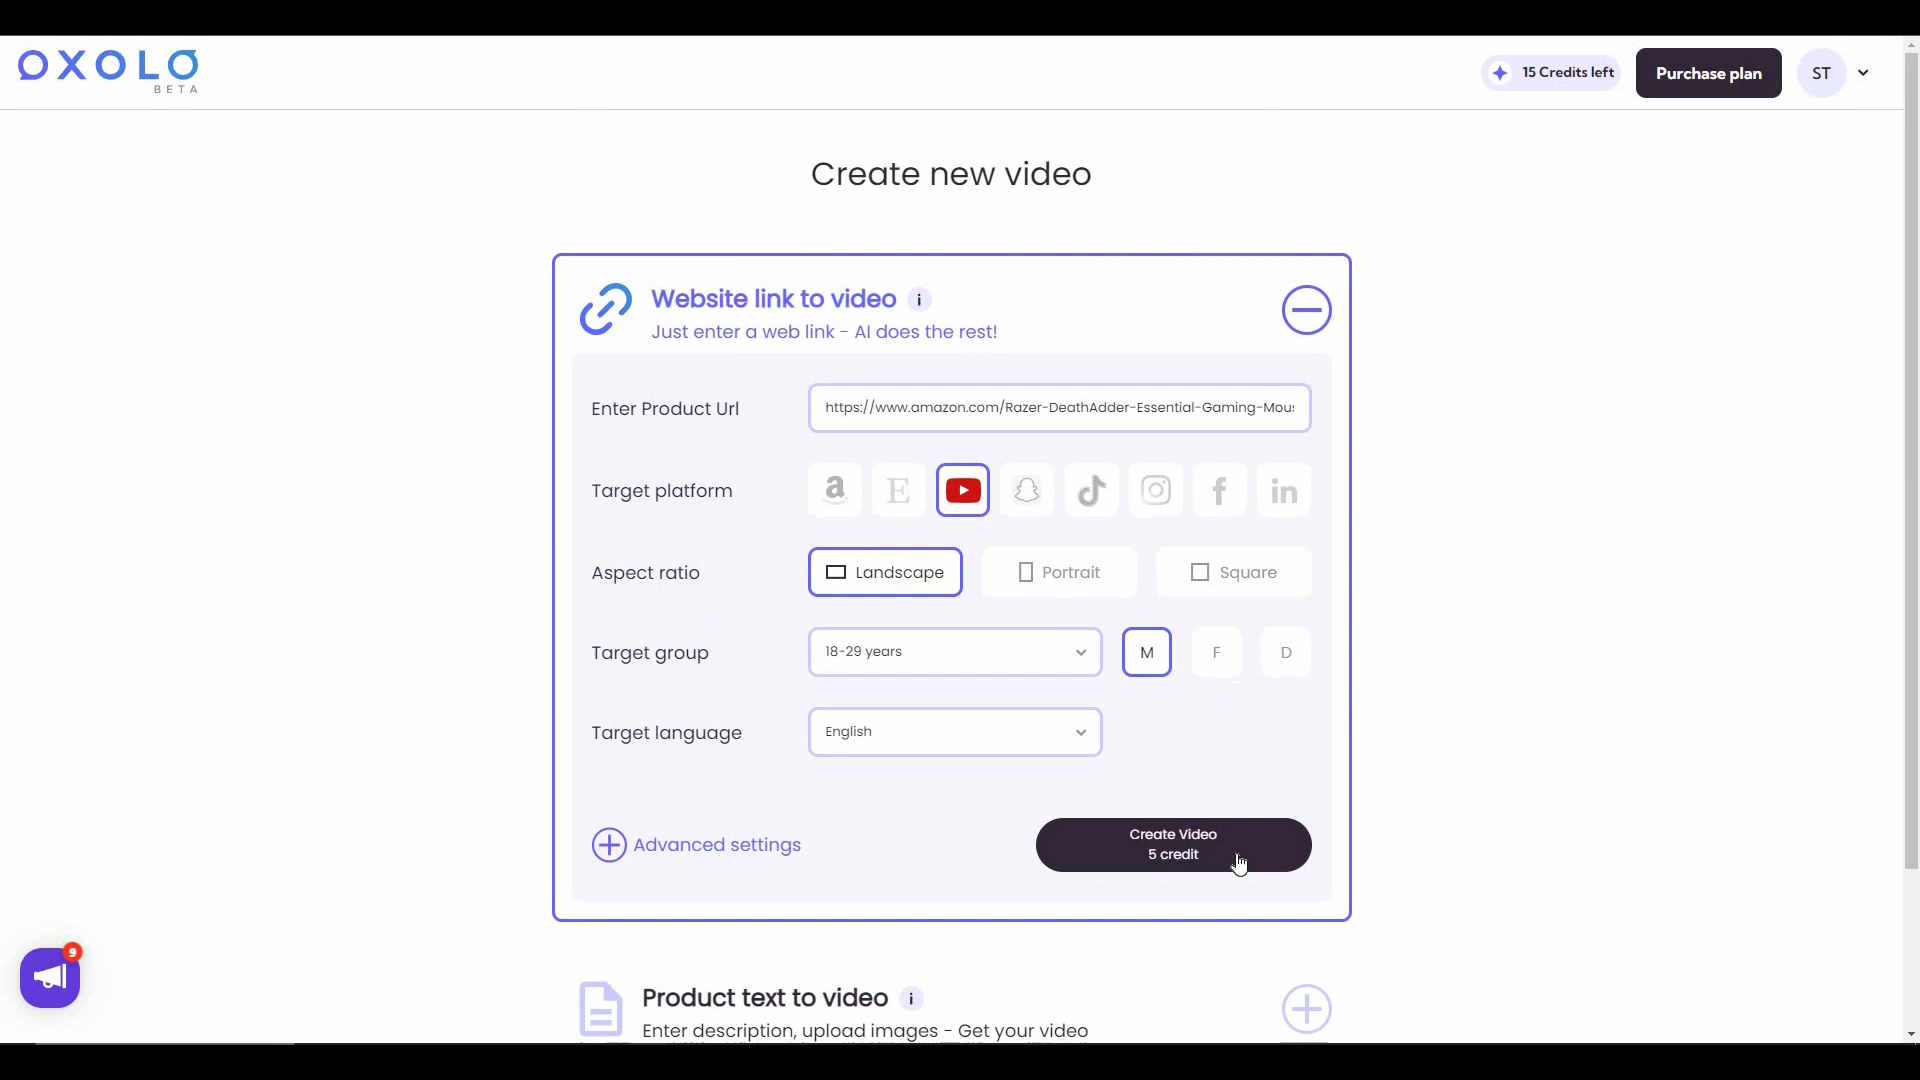 OXOLO
BETA
15 Credits left
Purchase plan
ST
Create new video
Website link to video i
Just enter a web link - AI does the rest!
Enter Product Url
https://www.amazon.com/Razer-DeathAdder-Essential-Gaming-Mou
Target platform
Aspect ratio
Landscape
Portrait
Square
Target group
18-29 years
M
F
D
Target language
English
Advanced settings
Create Video
5 credit
9
Product text to video i
Enter description, upload images - Get your video